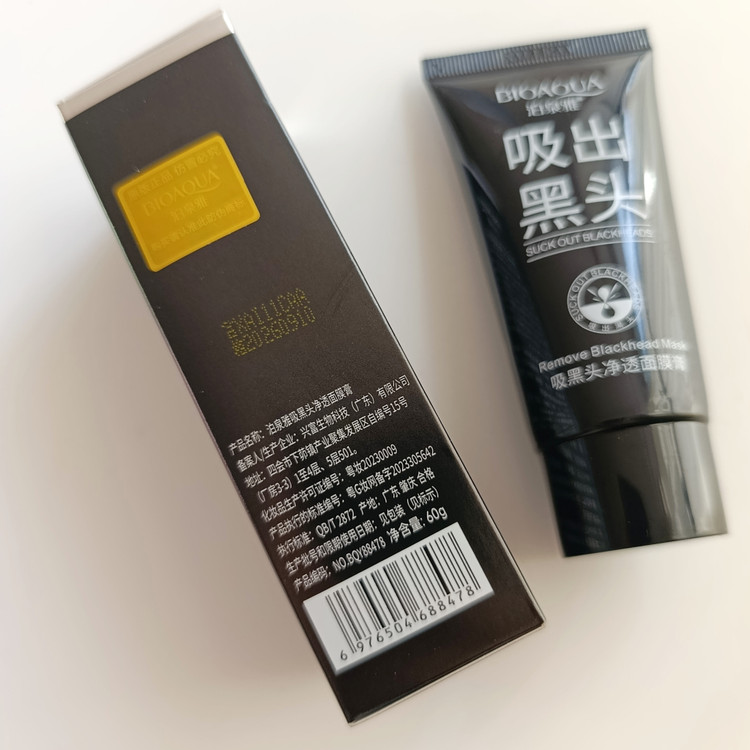 BIOAQUA
泊泉雅
XAI11CAA
20260910
产品名称：泊泉雅吸黑头净透面膜膏
备案人/生产企业：兴富生物科技（广东）有限公司
地址：四会市下茆镇产业聚集发展区自编号15号
（厂房3-3）1至4层、5层501。
化妆品生产许可证编号：粤妆20230009
产品执行的标准编号：粤G妆网备字2023305642
执行标准：QB/T 2872 产地：广东 肇庆 合格
生产批号和限期使用日期：见包装（见标示）
产品编码：NO.BQY88478 净含量：60g
6 976504 688478
BIOAQUA
泊泉雅
吸出
黑头
SUCK OUT BLACKHEADS
SUCK OUT BLACKHEADS
Remove Blackhead Mask
吸黑头净透面膜膏